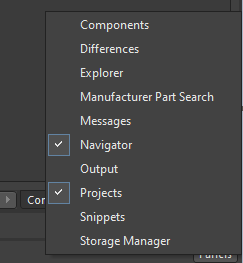 Components
Differences
Explorer
Manufacturer Part Search
Messages
Navigator
Output
Projects
Snippets
Storage Manager